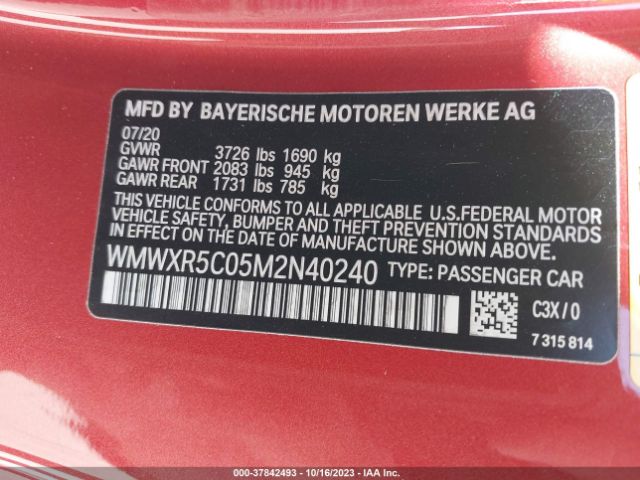 MFD BY BAYERISCHE MOTOREN WERKE AG
07/20
GVWR 3726 lbs 1690 kg
GAWR FRONT 2083 lbs 945 kg
GAWR REAR 1731 lbs 785 kg
THIS VEHICLE CONFORMS TO ALL APPLICABLE U.S.FEDERAL MOTOR
VEHICLE SAFETY, BUMPER AND THEFT PREVENTION STANDARDS
IN EFFECT ON THE DATE OF MANUFACTURE SHOWN ABOVE.
WMWXR5C05M2N40240 TYPE: PASSENGER CAR
C3X/0
7 315 814
000-37842493 - 10/16/2023 - IAA Inc.